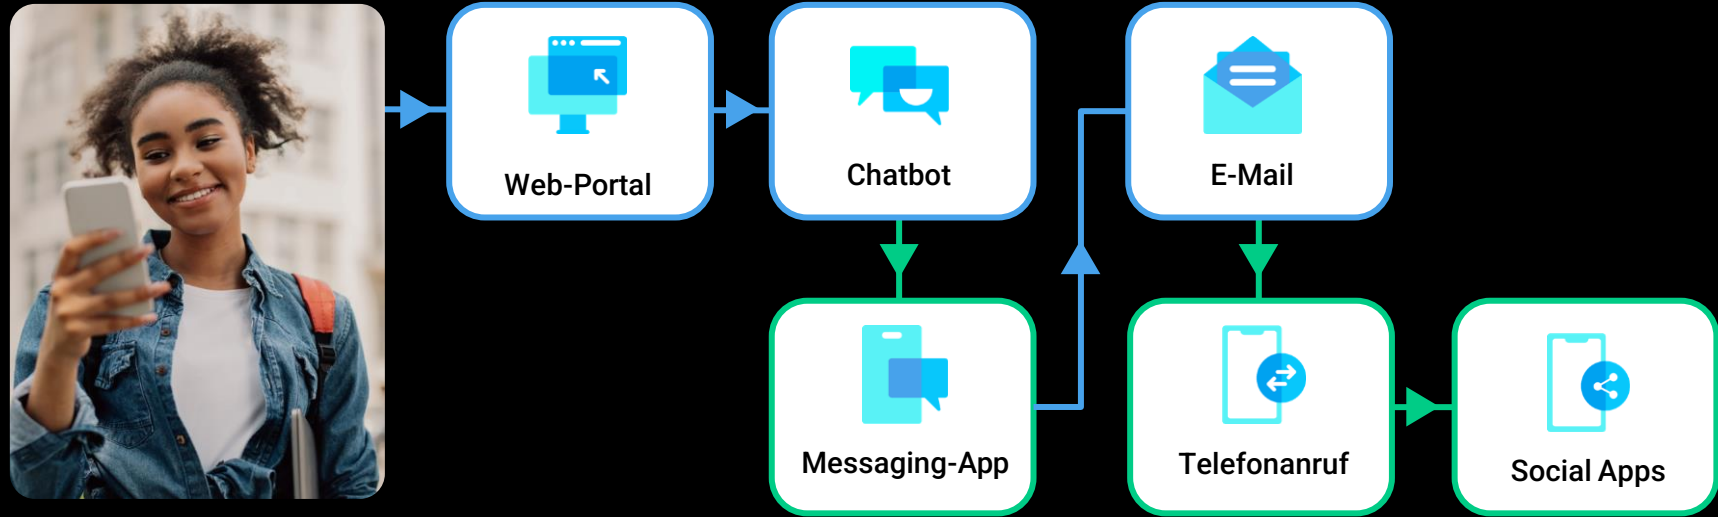 Web-Portal
Chatbot
E-Mail
Messaging-App
Telefonanruf
Social Apps